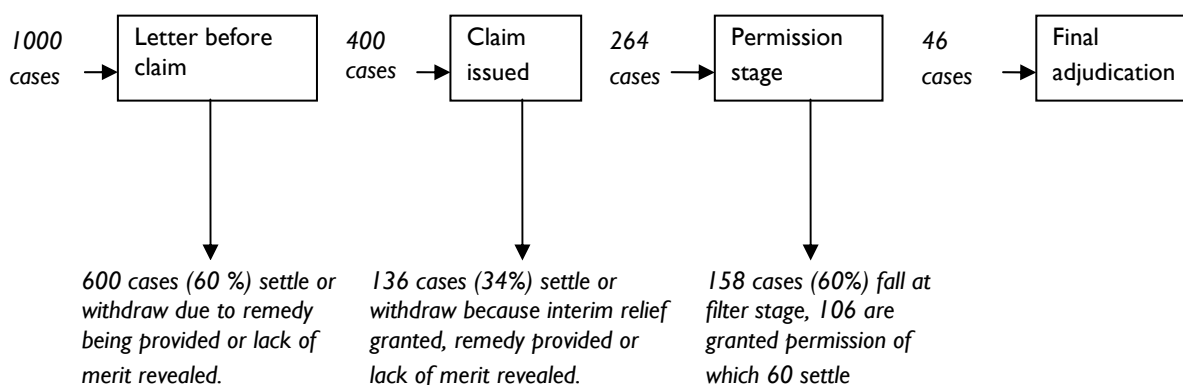 1000
cases
Letter before
claim
400
cases
Claim
issued
264
cases
Permission
stage
46
cases
Final
adjudication
600 cases (60 %) settle or
withdraw due to remedy
being provided or lack of
merit revealed.
136 cases (34%) settle or
withdraw because interim relief
granted, remedy provided or
lack of merit revealed.
158 cases (60%) fall at
filter stage, 106 are
granted permission of
which 60 settle